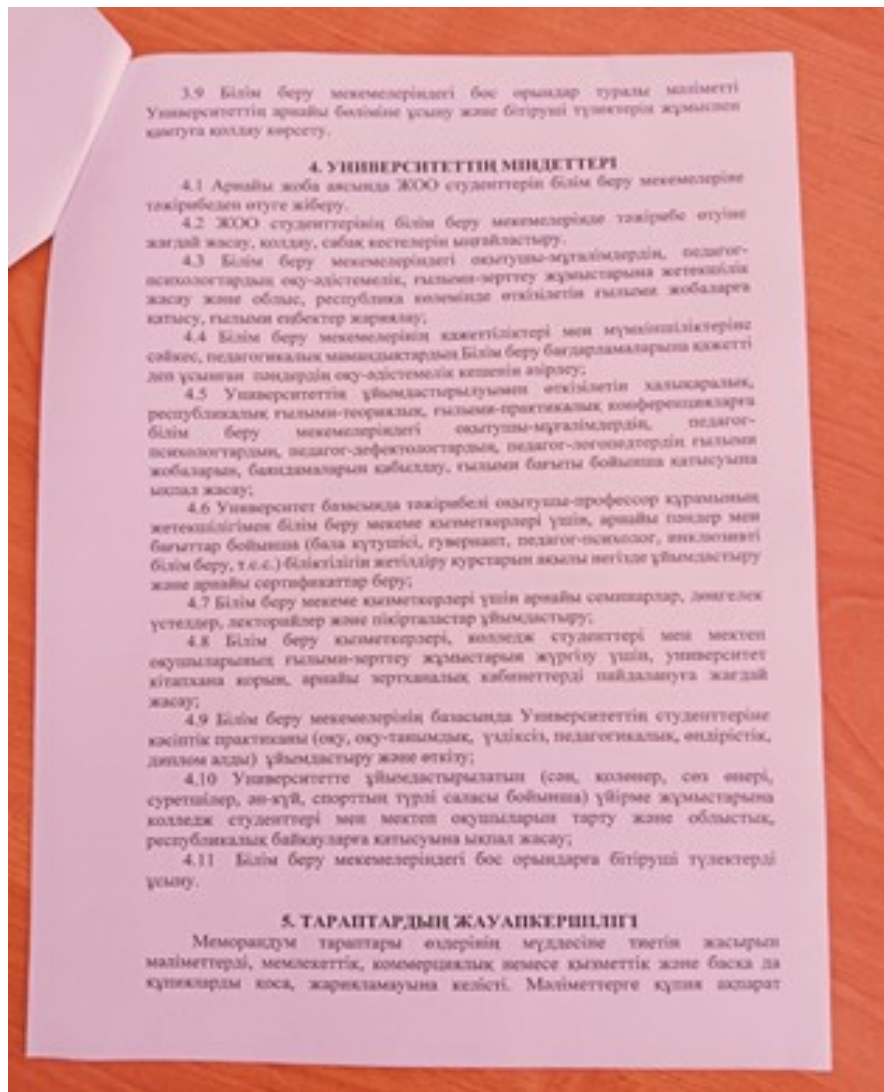 3.9 Білім беру мекемелеріндегі бос орындар туралы мәліметті
Университеттің арнайы бөліміне ұсыну және бітіруші түлектерін жұмыспен
қамтуға қолдау көрсету.
4. УНИВЕРСИТЕТТІҢ МІНДЕТТЕРІ
4.1 Арнайы жоба аясында ЖОО студенттерін білім беру мекемелеріне
тәжірибеден өтуге жіберу.
4.2 ЖОО студенттерінің білім беру мекемелерінде тәжірибе өтуіне
жағдай жасау, қолдау, сабақ кестелерін ыңғайластыру.
4.3 Білім беру мекемелеріндегі оқытушы-мұғалімдердің, педагог-
психологтардың оқу-әдістемелік, ғылыми-зерттеу жұмыстарына жетекшілік
жасау және облыс, республика көлемінде өткізілетін ғылыми жобаларға
қатысу, ғылыми еңбектер жариялау;
4.4 Білім беру мекемелерінің қажеттіліктері мен мүмкіншіліктеріне
сәйкес, педагогикалық мамандықтардың Білім беру бағдарламаларына қажетті
деп ұсынған пәндердің оқу-әдістемелік кешенін әзірлеу;
4.5 Университеттің ұйымдастырылуымен өткізілетін халықаралық,
республикалық ғылыми-теориялық, ғылыми-практикалық конференцияларға
білім беру мекемелеріндегі оқытушы-мұғалімдердің, педагог-
психологтардың, педагог-дефектологтардың, педагог-логопедтердің ғылыми
жобаларын, баяндамаларын қабылдау, ғылыми бағыты бойынша қатысуына
ықпал жасау;
4.6 Университет базасында тәжірибелі оқытушы-профессор құрамының
жетекшілігімен білім беру мекеме қызметкерлері үшін, арнайы пәндер мен
бағыттар бойынша (бала күтушісі, гувернант, педагог-психолог, инклюзивті
білім беру, т.с.с.) біліктілігін жетілдіру курстарын ақылы негізде ұйымдастыру
және арнайы сертификаттар беру;
4.7 Білім беру мекеме қызметкерлері үшін арнайы семинарлар, дөңгелек
үстелдер, лекторийлер және пікірталастар ұйымдастыру;
4.8 Білім беру қызметкерлері, колледж студенттері мен мектеп
оқушыларының ғылыми-зерттеу жұмыстарын жүргізу үшін, университет
кітапхана қорын, арнайы зертханалық кабинеттерді пайдалануға жағдай
жасау;
4.9 Білім беру мекемелерінің базасында Университеттің студенттеріне
кәсіптік практиканы (оқу, оқу-танымдық, үздіксіз, педагогикалық, өндірістік,
диплом алды) ұйымдастыру және өткізу;
4.10 Университетте ұйымдастырылатын (сән, қолөнер, сөз өнері,
суретшілер, ән-күй, спорттың түрлі саласы бойынша) үйірме жұмыстарына
колледж студенттері мен мектеп оқушыларын тарту және облыстық,
республикалық байқауларға қатысуына ықпал жасау;
4.11 Білім беру мекемелеріндегі бос орындарға бітіруші түлектерді
ұсыну.
5. ТАРАПТАРДЫҢ ЖАУАПКЕРШІЛІГІ
Меморандум тараптары өздерінің мүддесіне тиетін жасырын
мәліметтерді, мемлекеттік, коммерциялық немесе қызметтік және басқа да
құпияларды қоса, жарияламауына келісті. Мәліметтерге құпия ақпарат